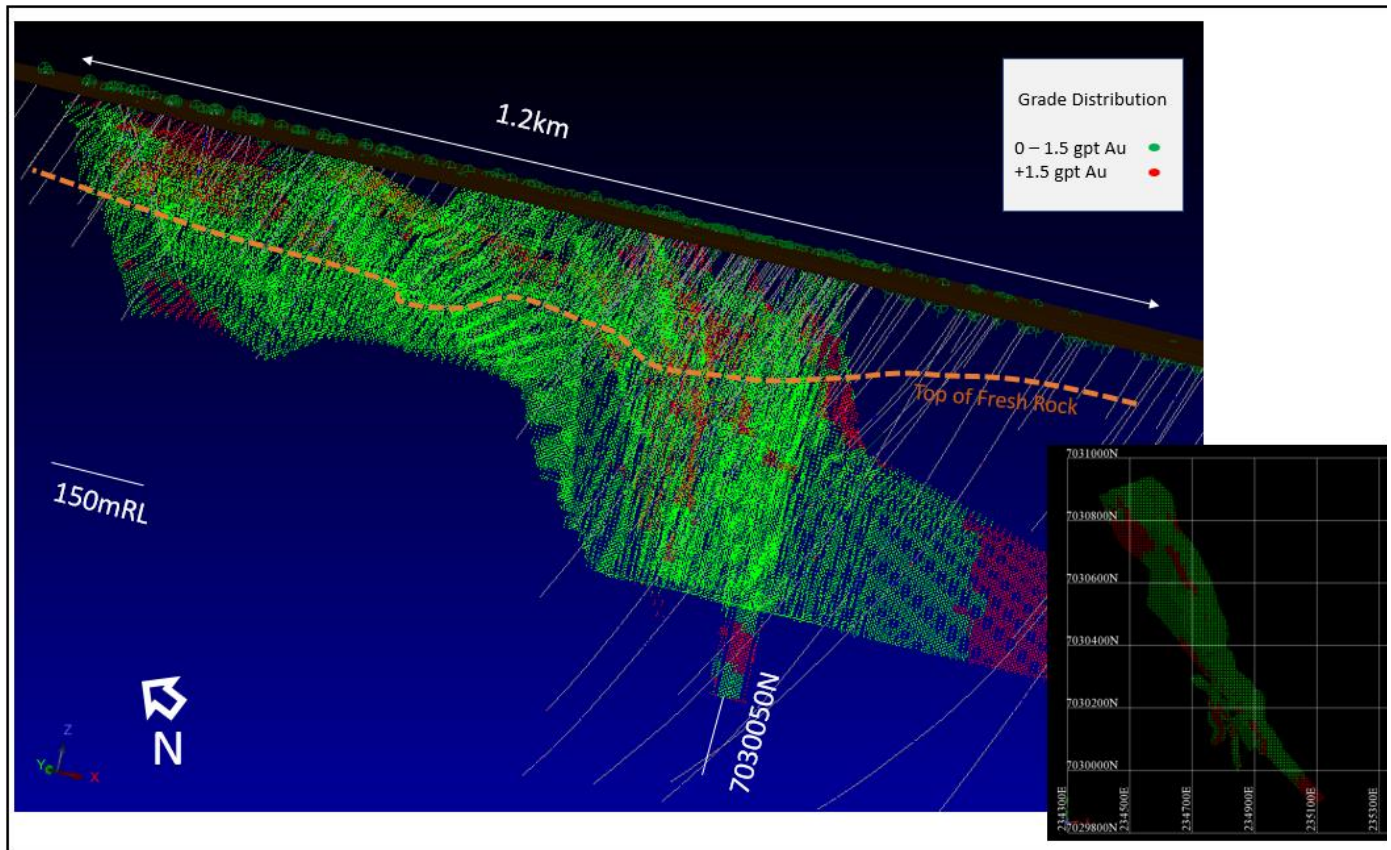 Grade Distribution
0 – 1.5 gpt Au
+1.5 gpt Au
1.2km
Top of Fresh Rock
150mRL
7030050N
N
Z
Y
X
7031000N
7030800N
7030600N
7030400N
7030200N
7030000N
7029800N
234300E
234500E
234700E
234900E
235100E
235300E